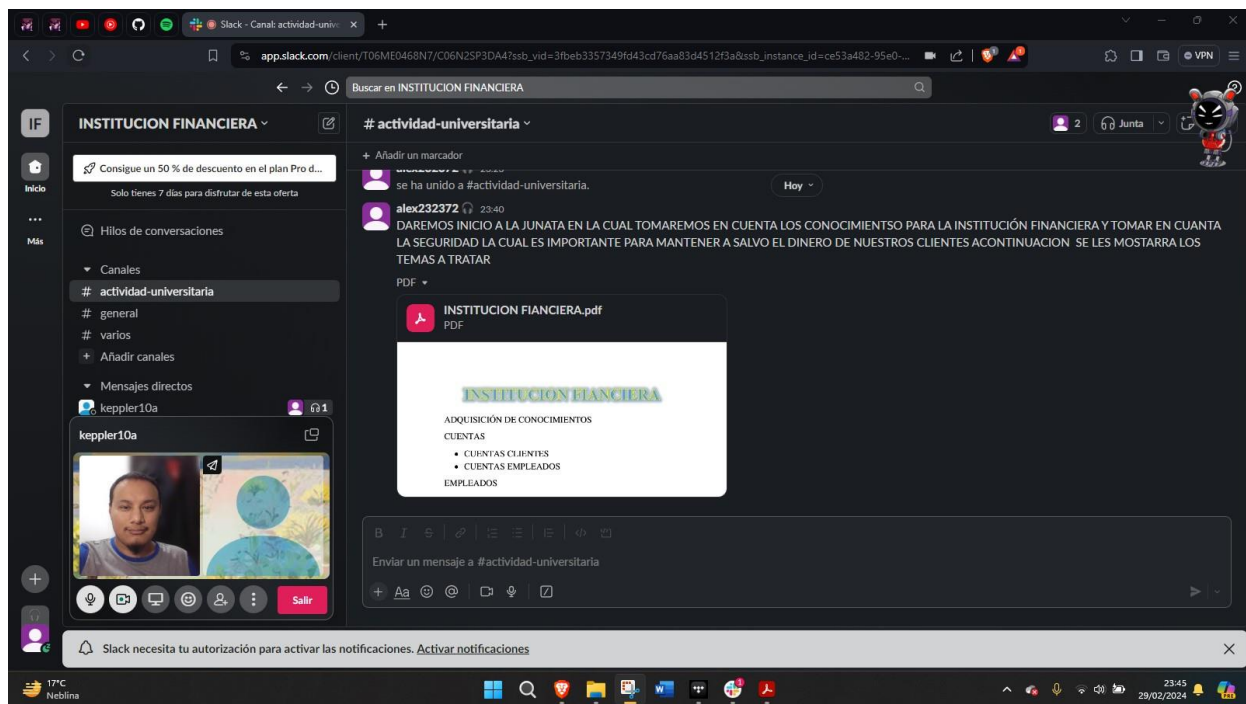 Slack - Canal: actividad-unive
app.slack.com/client/T06ME0468N7/C06N2SP3DA4?ssb_vid=3fbeb3357349fd43cd76aa83d4512f3a&ssb_instance_id=ce53a482-95e0-...
VPN
Buscar en INSTITUCION FINANCIERA
IF
INSTITUCION FINANCIERA
Consigue un 50 % de descuento en el plan Pro d...
Solo tienes 7 días para disfrutar de esta oferta
Inicio
Más
Hilos de conversaciones
Canales
# actividad-universitaria
# general
# varios
+ Añadir canales
Mensajes directos
keppler10a
1
keppler10a
Salir
# actividad-universitaria
2
Junta
+ Añadir un marcador
alex232372 23:23
se ha unido a #actividad-universitaria.
Hoy
alex232372 23:40
DAREMOS INICIO A LA JUNATA EN LA CUAL TOMAREMOS EN CUENTA LOS CONOCIMIENTSO PARA LA INSTITUCIÓN FINANCIERA Y TOMAR EN CUANTA
LA SEGURIDAD LA CUAL ES IMPORTANTE PARA MANTENER A SALVO EL DINERO DE NUESTROS CLIENTES ACONTINUACION SE LES MOSTRARA LOS
TEMAS A TRATAR
PDF
INSTITUCION FIANCIERA.pdf
PDF
INSTITUCION FIANCIERA
ADQUISICIÓN DE CONOCIMIENTOS
CUENTAS
• CUENTAS CLIENTES
• CUENTAS EMPLEADOS
EMPLEADOS
Enviar un mensaje a #actividad-universitaria
Aa
Slack necesita tu autorización para activar las notificaciones. Activar notificaciones
17°C
Neblina
23:45
29/02/2024